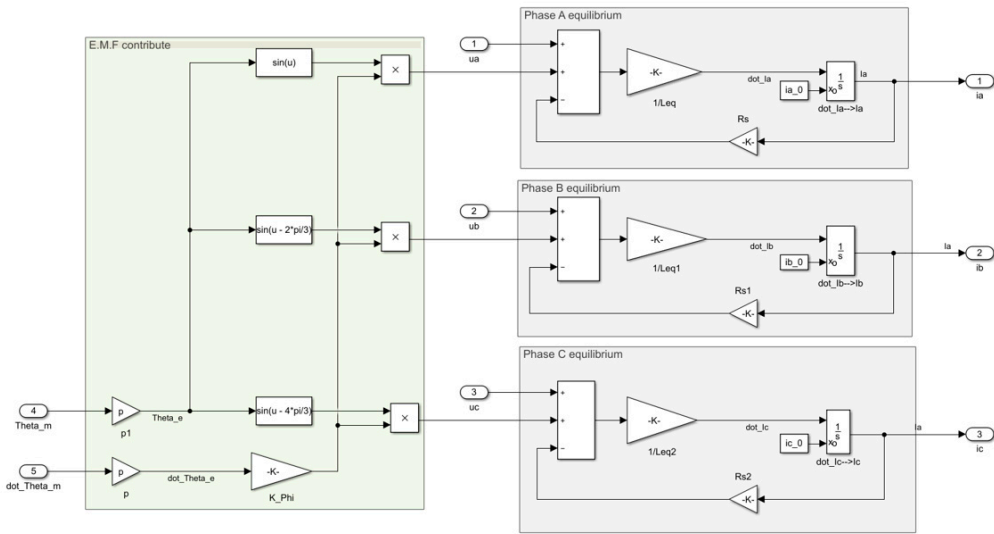 E.M.F contribute
sin(u)
×
sin(u - 2*pi/3)
×
sin(u - 4*pi/3)
×
4
Theta_m
p
p1
Theta_e
5
dot_Theta_m
p
p
dot_Theta_e
-K-
K_Phi
Phase A equilibrium
1
ua
+
+
−
-K-
1/Leq
dot_Ia
ia_0
1
s
xo
dot_Ia-->Ia
Ia
1
ia
Rs
-K-
Phase B equilibrium
2
ub
+
+
−
-K-
1/Leq1
dot_Ib
ib_0
1
s
xo
dot_Ib-->Ib
Ia
2
ib
Rs1
-K-
Phase C equilibrium
3
uc
+
+
−
-K-
1/Leq2
dot_Ic
ic_0
1
s
xo
dot_Ic-->Ic
Ia
3
ic
Rs2
-K-